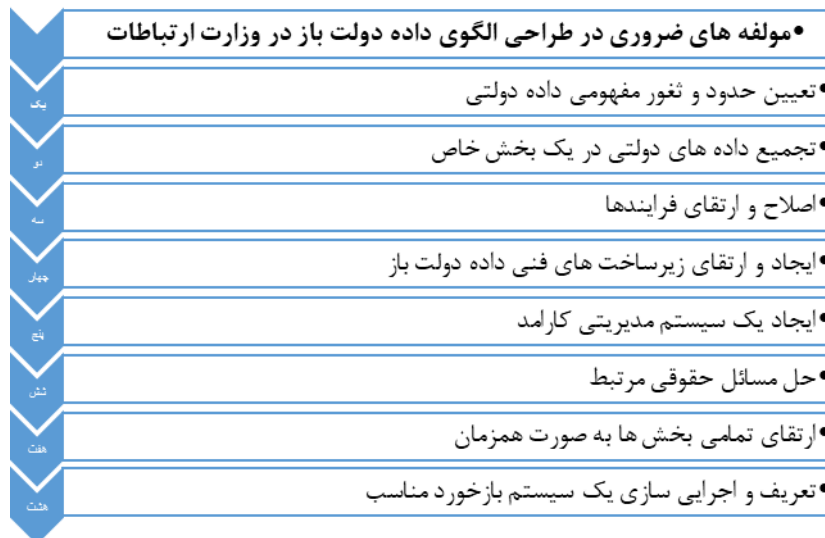 •مولفه های ضروری در طراحی الگوی داده دولت باز در وزارت ارتباطات
یک
•تعیین حدود و ثغور مفهومی داده دولتی
دو
•تجمیع داده های دولتی در یک بخش خاص
سه
•اصلاح و ارتقای فرایندها
چهار
•ایجاد و ارتقای زیرساخت های فنی داده دولت باز
پنج
•ایجاد یک سیستم مدیریتی کارامد
شش
•حل مسائل حقوقی مرتبط
هفت
•ارتقای تمامی بخش ها به صورت همزمان
هشت
•تعریف و اجرایی سازی یک سیستم بازخورد مناسب